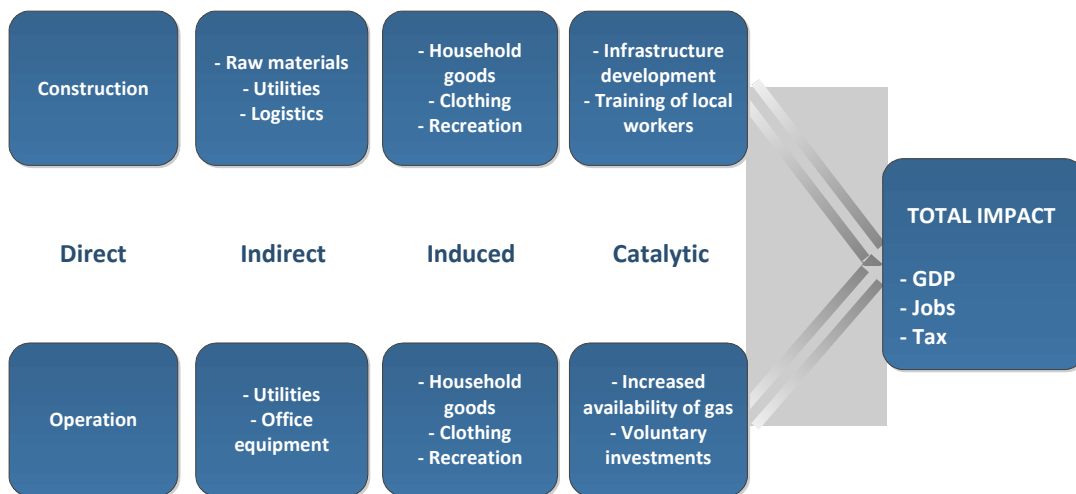 Construction
- Raw materials
- Utilities
- Logistics
- Household
goods
- Clothing
- Recreation
- Infrastructure
development
- Training of local
workers
TOTAL IMPACT
- GDP
- Jobs
- Tax
Direct
Indirect
Induced
Catalytic
Operation
- Utilities
- Office
equipment
- Household
goods
- Clothing
- Recreation
- Increased
availability of gas
- Voluntary
investments